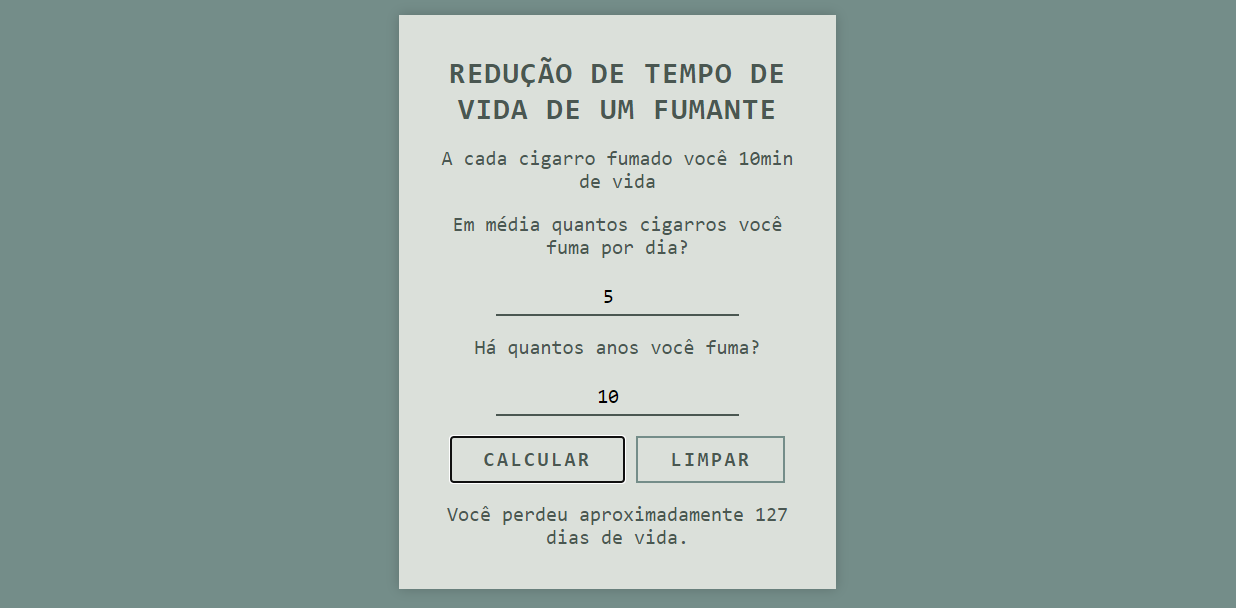 REDUÇÃO DE TEMPO DE
VIDA DE UM FUMANTE
A cada cigarro fumado você 10min
de vida
Em média quantos cigarros você
fuma por dia?
5
Há quantos anos você fuma?
10
CALCULAR LIMPAR
Você perdeu aproximadamente 127
dias de vida.